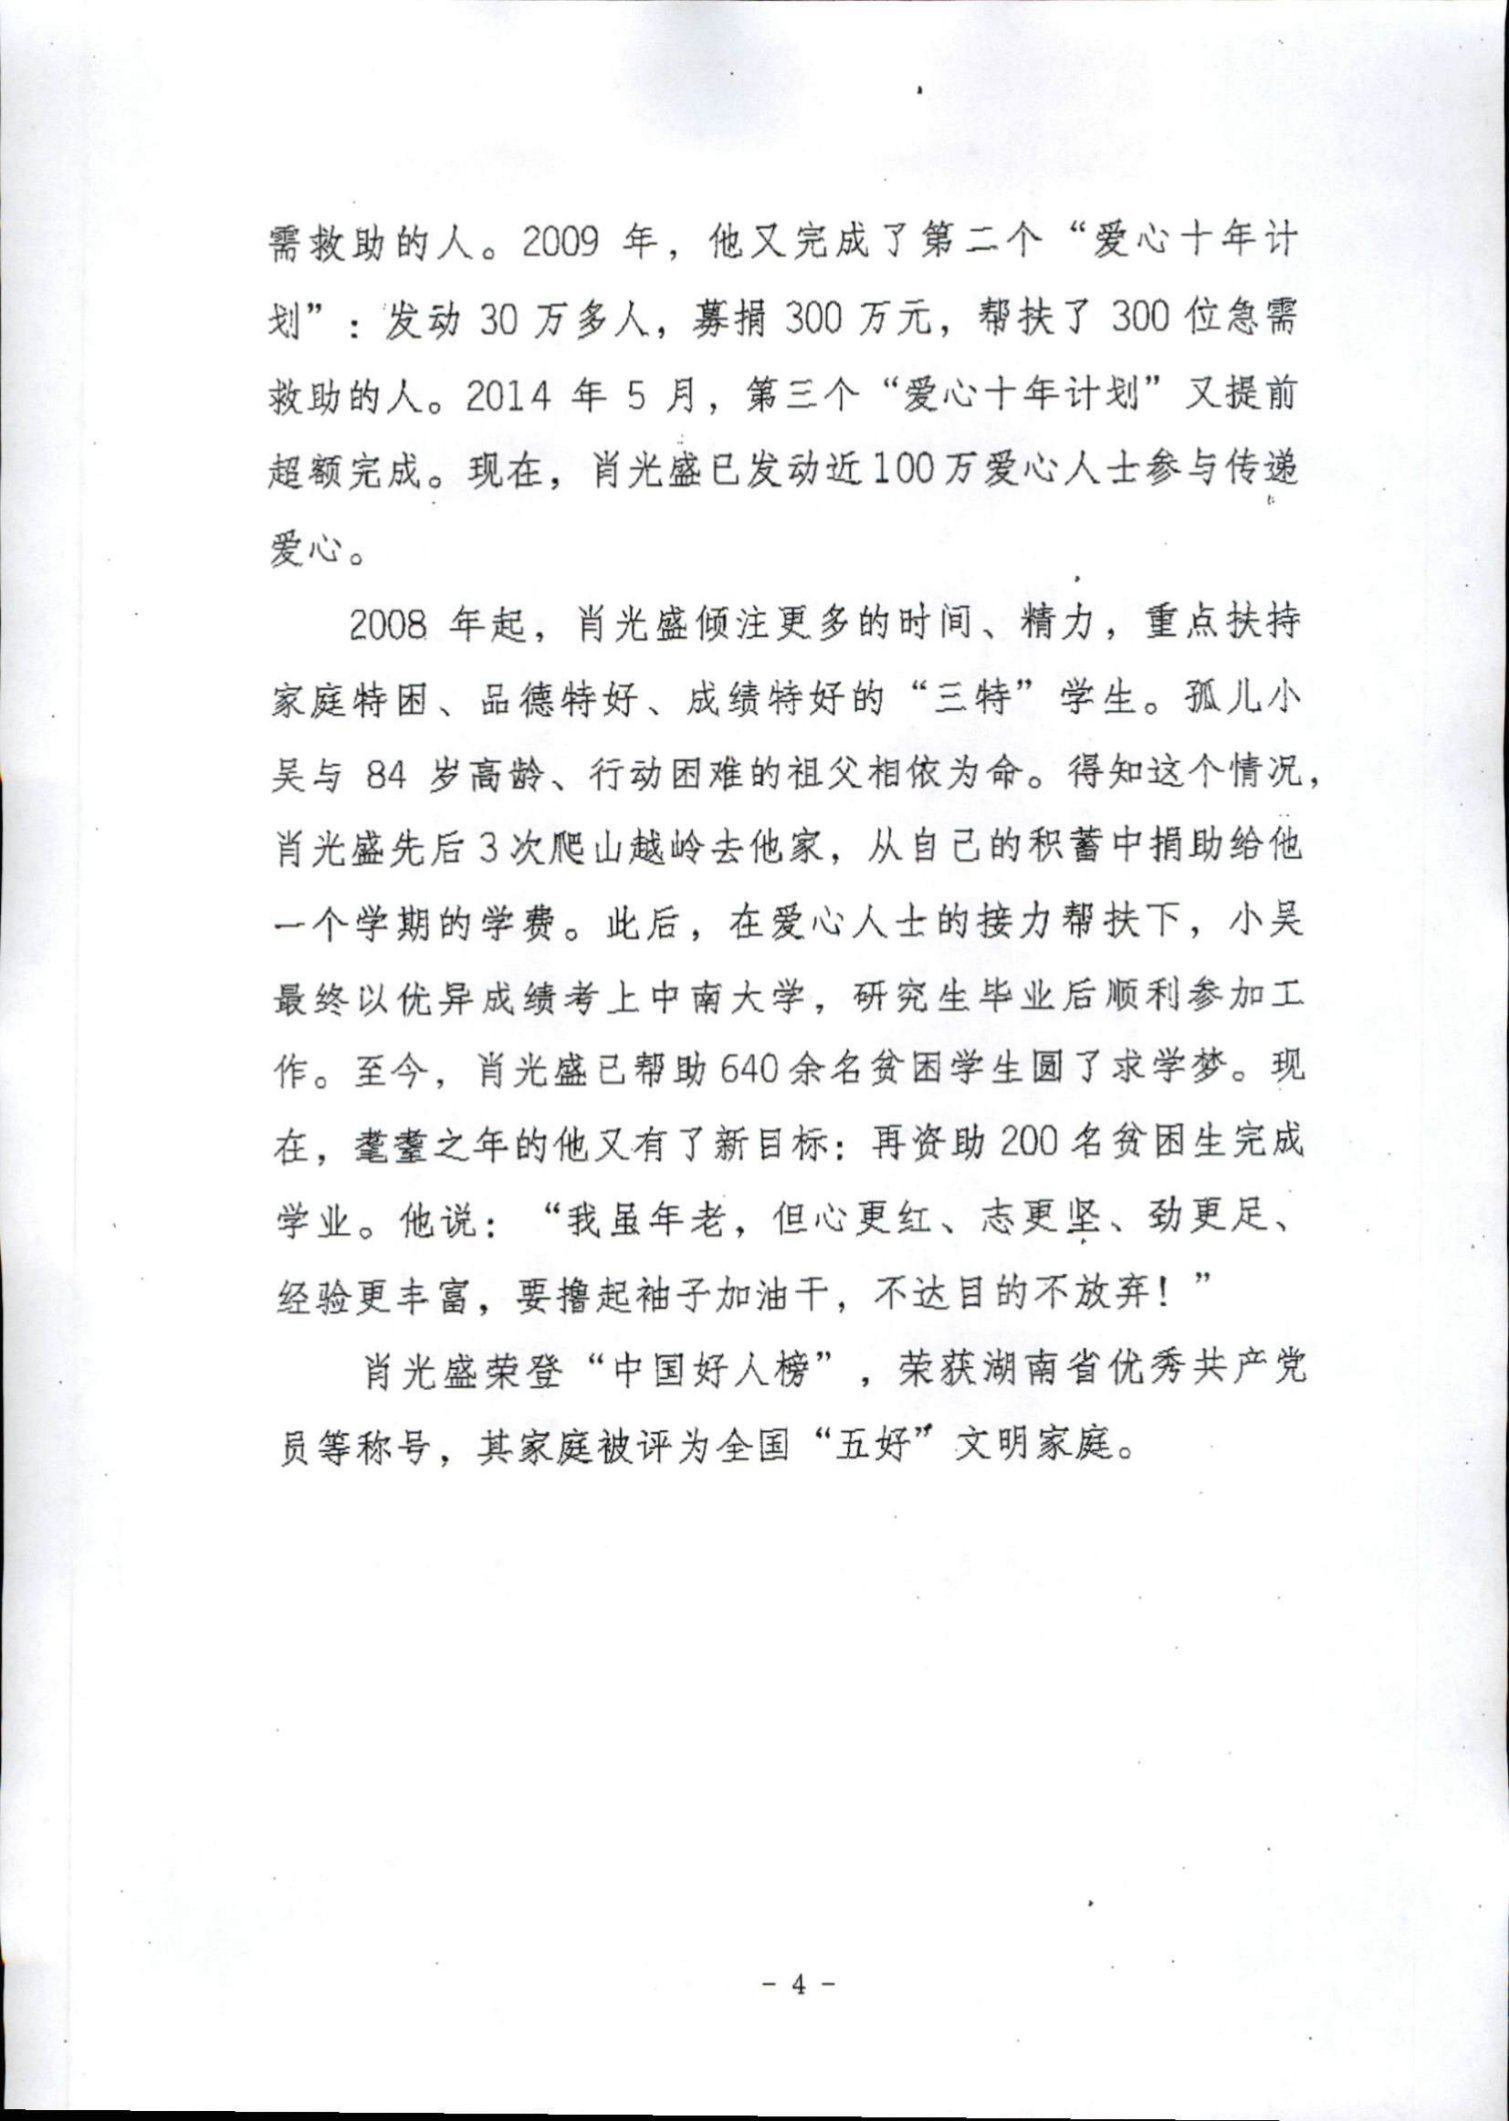 需救助的人。2009 年，他又完成了第二个“爱心十年计
划”：发动 30 万多人，募捐 300 万元，帮扶了 300 位急需
救助的人。2014 年 5 月，第三个“爱心十年计划”又提前
超额完成。现在，肖光盛已发动近100万爱心人士参与传递
爱心。
2008 年起，肖光盛倾注更多的时间、精力，重点扶持
家庭特困、品德特好、成绩特好的“三特”学生。孤儿小
吴与 84 岁高龄、行动困难的祖父相依为命。得知这个情况，
肖光盛先后3次爬山越岭去他家，从自己的积蓄中捐助给他
一个学期的学费。此后，在爱心人士的接力帮扶下，小吴
最终以优异成绩考上中南大学，研究生毕业后顺利参加工
作。至今，肖光盛已帮助640余名贫困学生圆了求学梦。现
在，耄耋之年的他又有了新目标：再资助200名贫困生完成
学业。他说：“我虽年老，但心更红、志更坚、劲更足、
经验更丰富，要撸起袖子加油干，不达目的不放弃！”
肖光盛荣登“中国好人榜”，荣获湖南省优秀共产党
员等称号，其家庭被评为全国“五好”文明家庭。
- 4 -